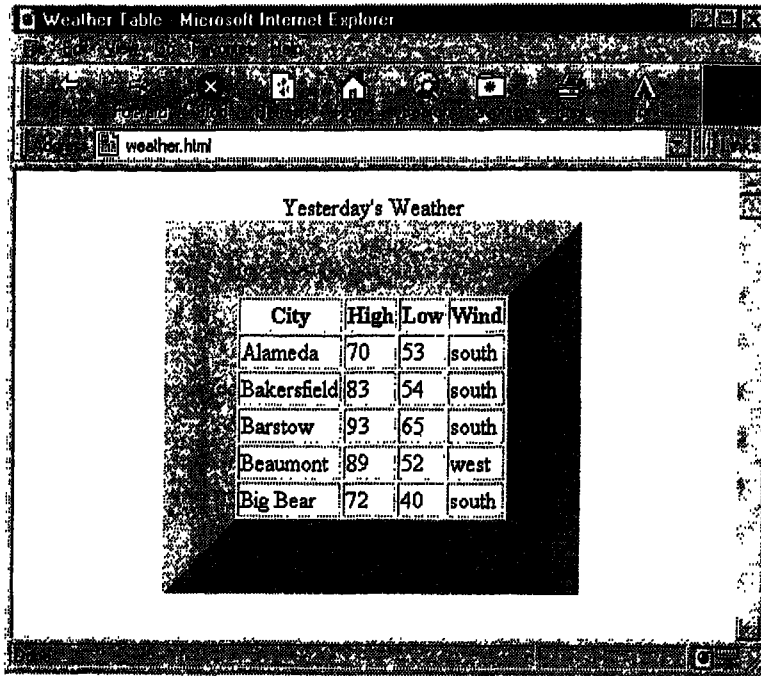 Weather Table - Microsoft Internet Explorer
weather.html
Yesterday's Weather
City High Low Wind
Alameda 70 53 south
Bakersfield 83 54 south
Barstow 93 65 south
Beaumont 89 52 west
Big Bear 72 40 south